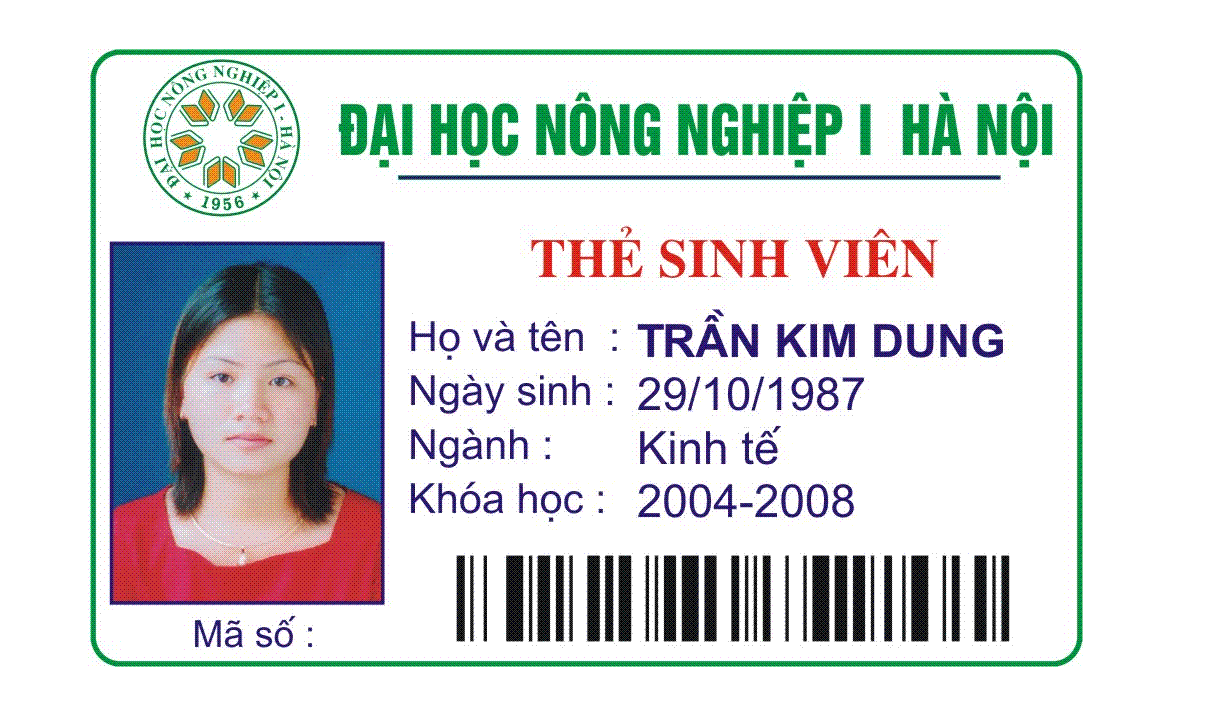 ĐẠI HỌC NÔNG NGHIỆP I - HÀ NỘI
★ 1956 ★
ĐẠI HỌC NÔNG NGHIỆP I HÀ NỘI
THẺ SINH VIÊN
Họ và tên : TRẦN KIM DUNG
Ngày sinh : 29/10/1987
Ngành : Kinh tế
Khóa học : 2004-2008
Mã số :